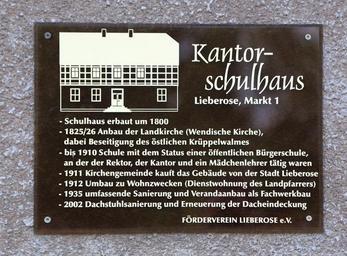 Kantor-
schulhaus
Lieberose, Markt 1
- Schulhaus erbaut um 1800
- 1825/26 Anbau der Landkirche (Wendische Kirche),
dabei Beseitigung des östlichen Krüppelwalmes
- bis 1910 Schule mit dem Status einer öffentlichen Bürgerschule,
an der der Rektor, der Kantor und ein Mädchenlehrer tätig waren
- 1911 Kirchengemeinde kauft das Gebäude von der Stadt Lieberose
- 1912 Umbau zu Wohnzwecken (Dienstwohnung des Landpfarrers)
- 1935 umfassende Sanierung und Verandaanbau als Fachwerkbau
- 2002 Dachstuhlsanierung und Erneuerung der Dacheindeckung
FÖRDERVEREIN LIEBEROSE e.V.